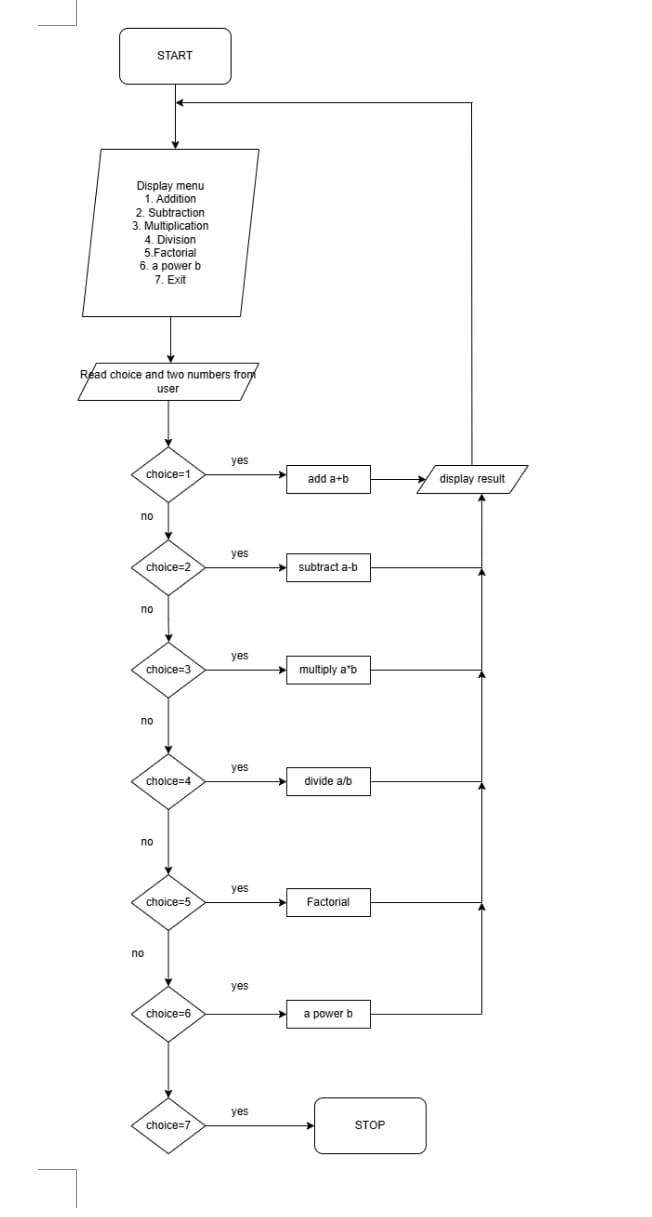 START
Display menu
1. Addition
2. Subtraction
3. Multiplication
4. Division
5.Factorial
6. a power b
7. Exit
Read choice and two numbers from
user
choice=1
yes
add a+b
display result
no
choice=2
yes
subtract a-b
no
choice=3
yes
multiply a*b
no
choice=4
yes
divide a/b
no
choice=5
yes
Factorial
no
choice=6
yes
a power b
choice=7
yes
STOP